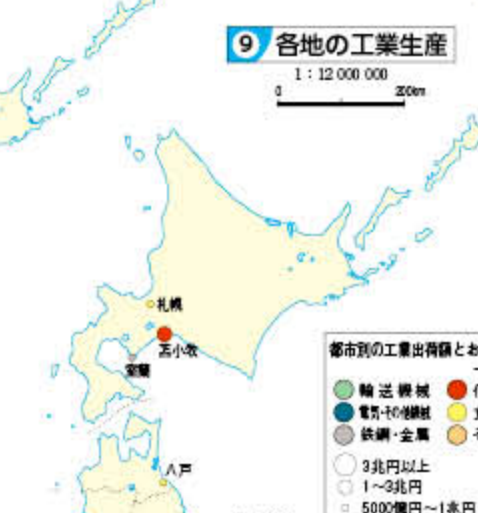 9 各地の工業生産
1：12 000 000
0 200km
札幌
苫小牧
室蘭
八戸
都市別の工業出荷額とお
輸送機械
電気・その他機械
鉄鋼・金属
3兆円以上
1～3兆円
5000億円～1兆円